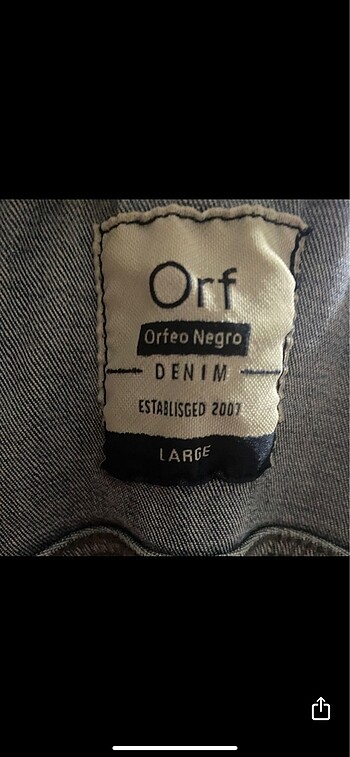 Orf
Orfeo Negro
DENIM
ESTABLISGED 2007
LARGE